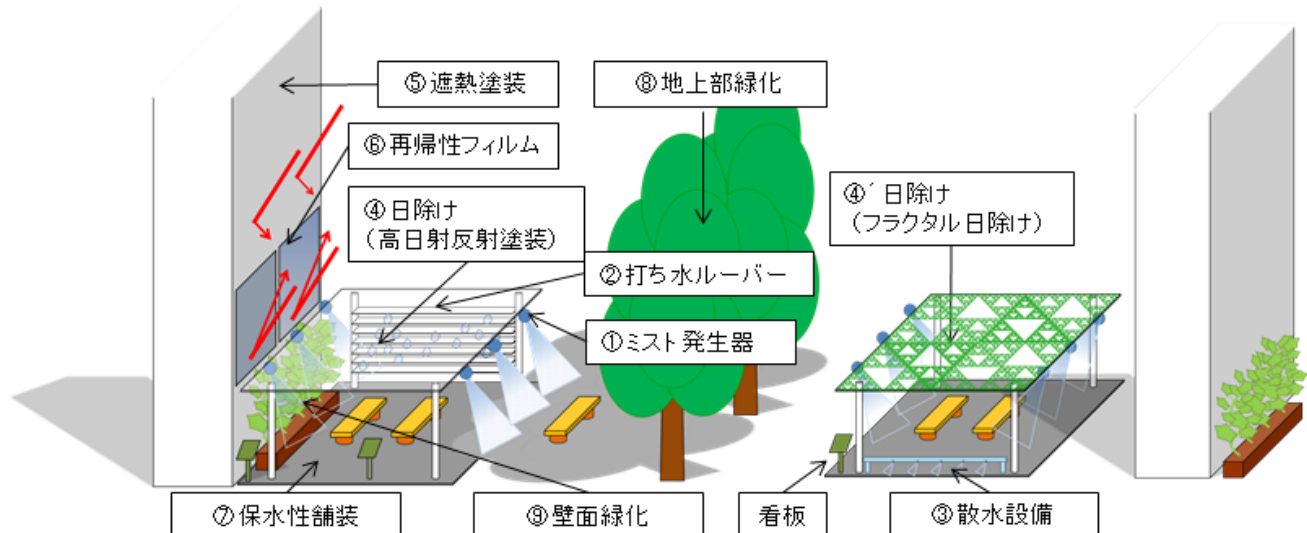 ⑤遮熱塗装
⑧地上部緑化
⑥再帰性フィルム
④日除け
（高日射反射塗装）
④´日除け
（フラクタル日除け）
②打ち水ルーバー
①ミスト発生器
⑦保水性舗装
⑨壁面緑化
看板
③散水設備